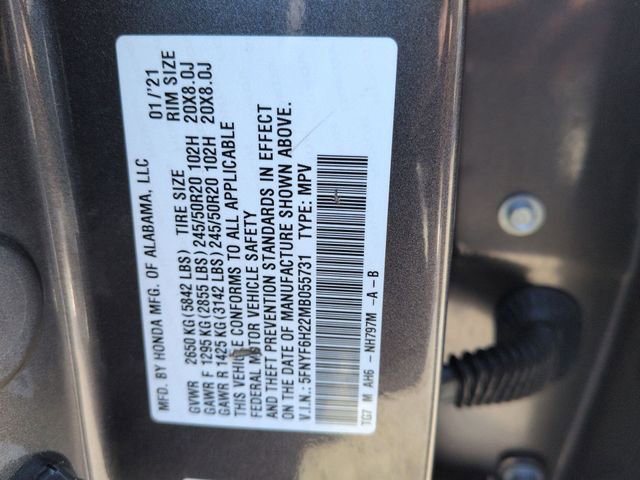 MFD. BY HONDA MFG. OF ALABAMA, LLC 01/'21
GVWR 2650 KG (5842 LBS) TIRE SIZE RIM SIZE
GAWR F 1295 KG (2855 LBS) 245/50R20 102H 20X8.0J
GAWR R 1425 KG (3142 LBS) 245/50R20 102H 20X8.0J
THIS VEHICLE CONFORMS TO ALL APPLICABLE
FEDERAL MOTOR VEHICLE SAFETY
AND THEFT PREVENTION STANDARDS IN EFFECT
ON THE DATE OF MANUFACTURE SHOWN ABOVE.
V.I.N.: 5FNYF6H22MB055731 TYPE: MPV
TG7 M AH6 -NH797M -A-B